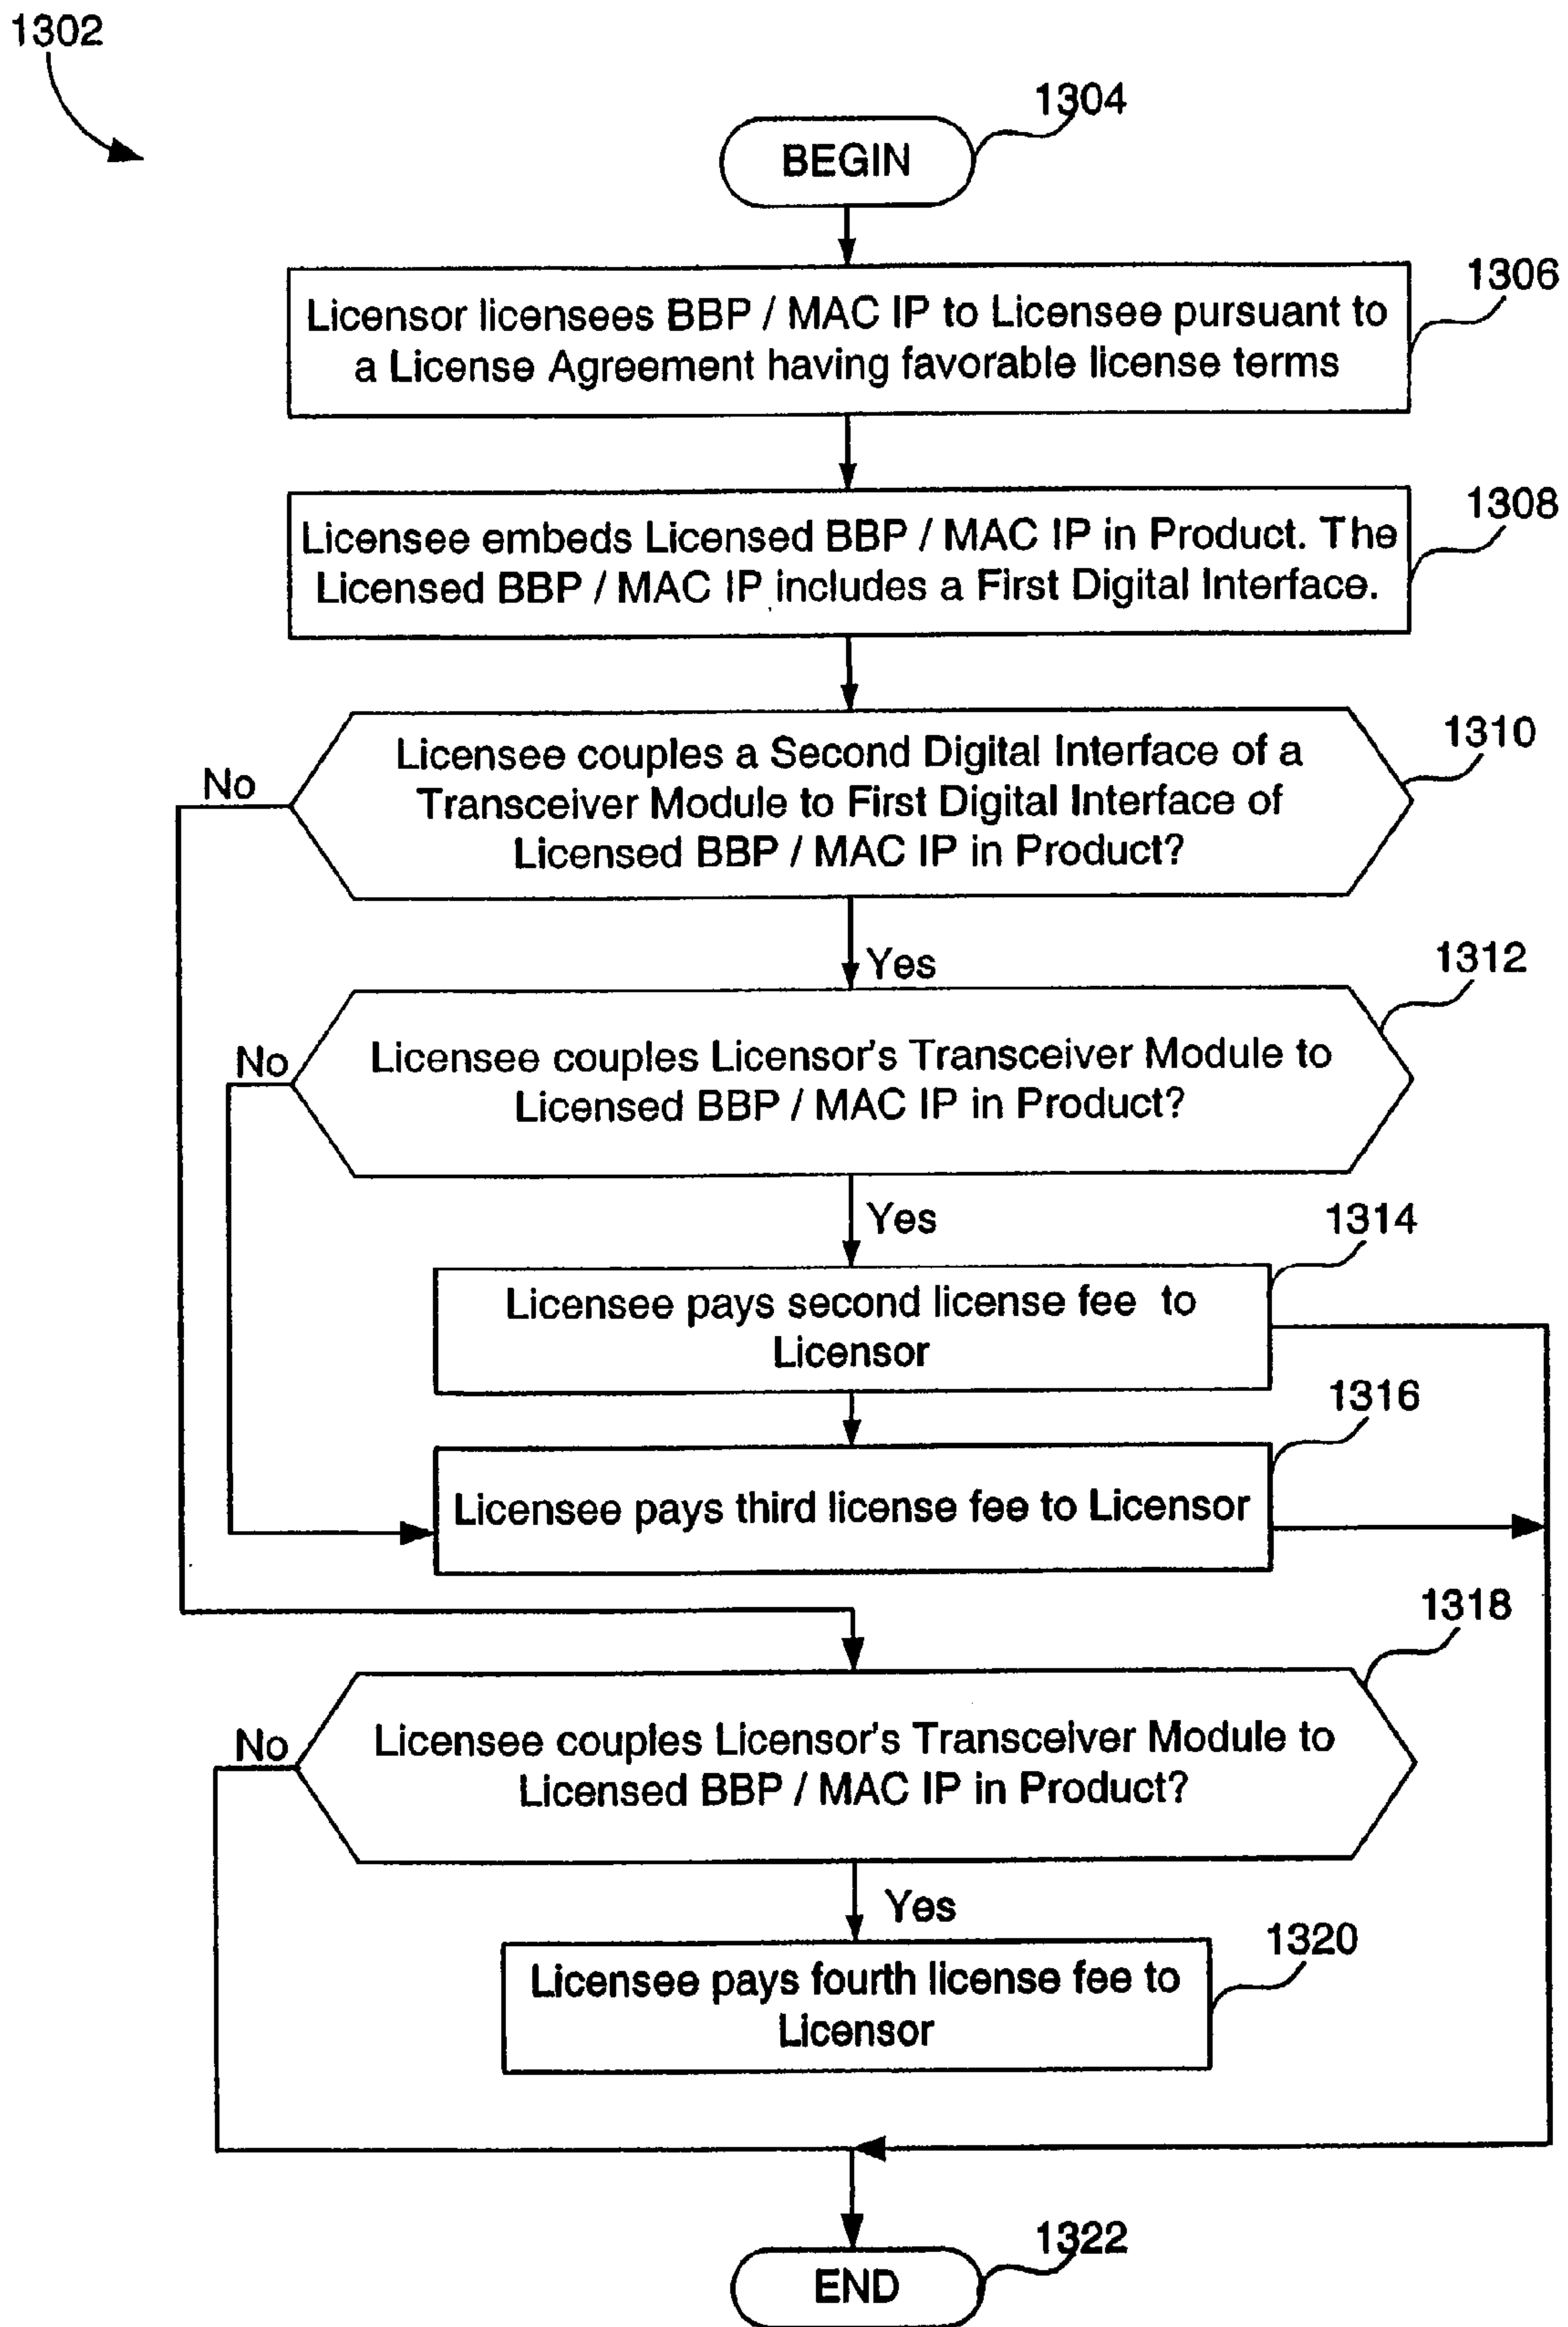 1302
1304
BEGIN
1306
Licensor licensees BBP / MAC IP to Licensee pursuant to
a License Agreement having favorable license terms
1308
Licensee embeds Licensed BBP / MAC IP in Product. The
Licensed BBP / MAC IP includes a First Digital Interface.
1310
No
Licensee couples a Second Digital Interface of a
Transceiver Module to First Digital Interface of
Licensed BBP / MAC IP in Product?
Yes
1312
No
Licensee couples Licensor's Transceiver Module to
Licensed BBP / MAC IP in Product?
Yes
1314
Licensee pays second license fee to
Licensor
1316
Licensee pays third license fee to Licensor
1318
No
Licensee couples Licensor's Transceiver Module to
Licensed BBP / MAC IP in Product?
Yes
1320
Licensee pays fourth license fee to
Licensor
1322
END